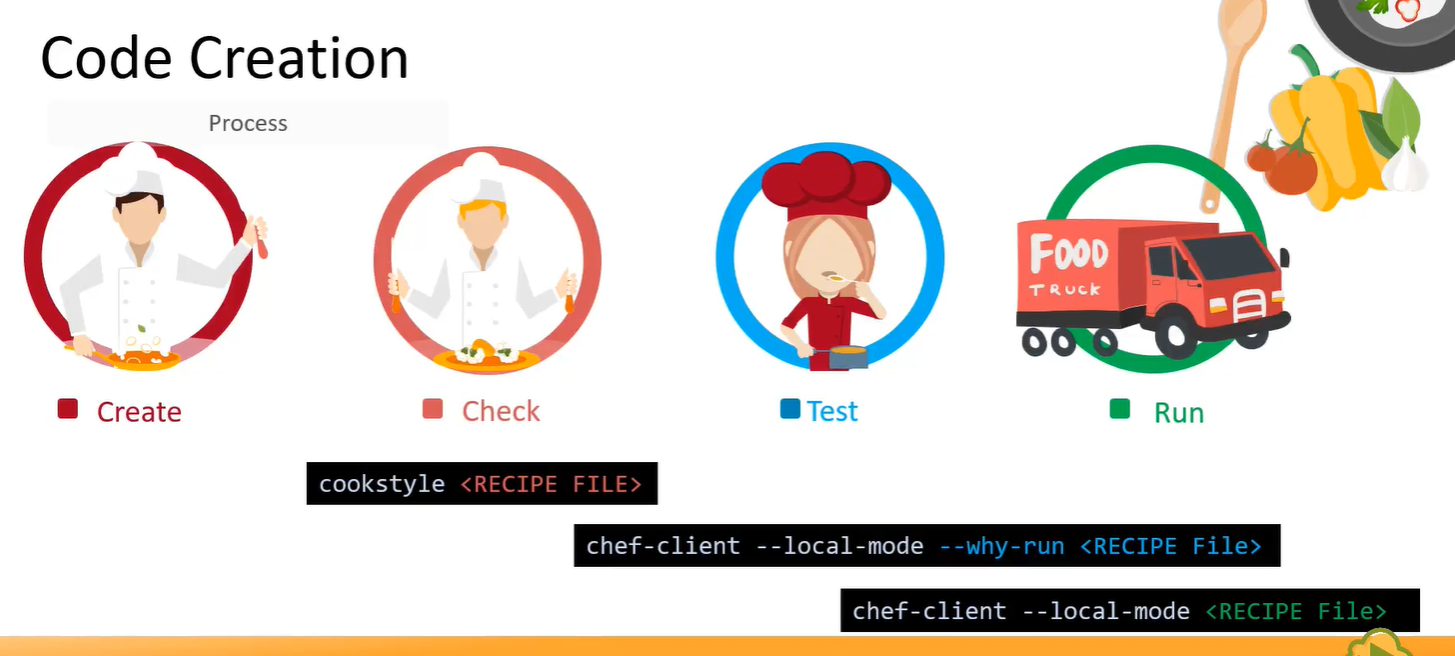 Code Creation
Process
FOOD
TRUCK
Create
Check
Test
Run
cookstyle <RECIPE FILE>
chef-client --local-mode --why-run <RECIPE File>
chef-client --local-mode <RECIPE File>